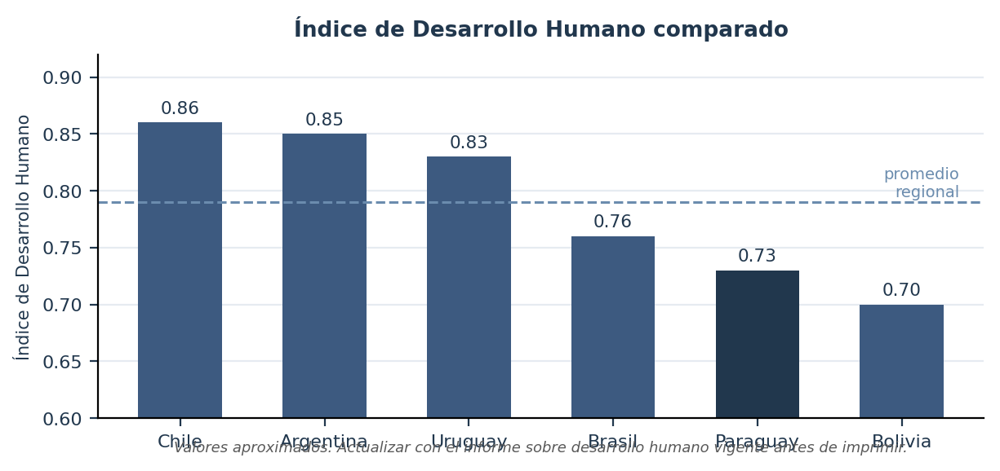 Índice de Desarrollo Humano comparado
Índice de Desarrollo Humano
0.90
0.85
0.80
0.75
0.70
0.65
0.60
0.86
0.85
0.83
0.76
0.73
0.70
promedio
regional
Chile Argentina Uruguay Brasil Paraguay Bolivia
Valores aproximados. Actualizar con el informe sobre desarrollo humano vigente antes de imprimir.